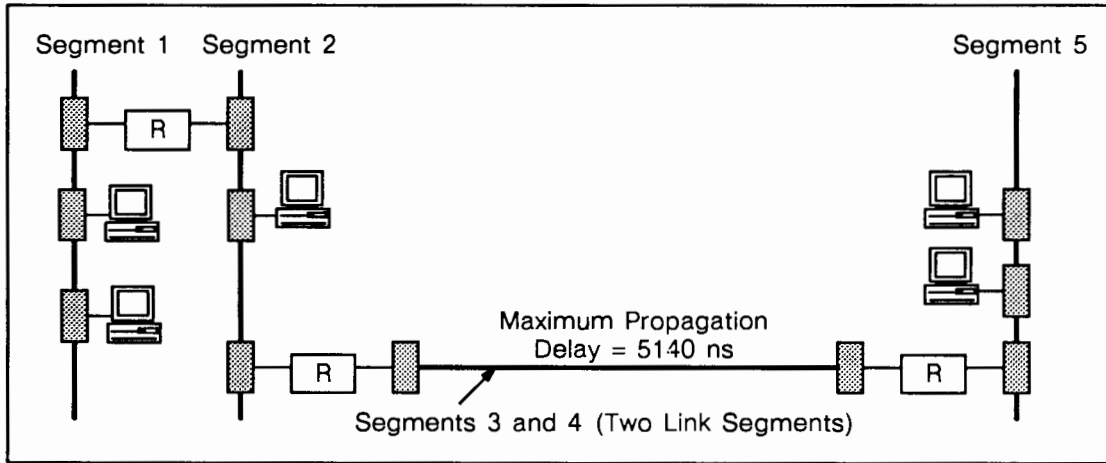 Segment 1 Segment 2 Segment 5
R
Maximum Propagation
Delay = 5140 ns
R R
Segments 3 and 4 (Two Link Segments)